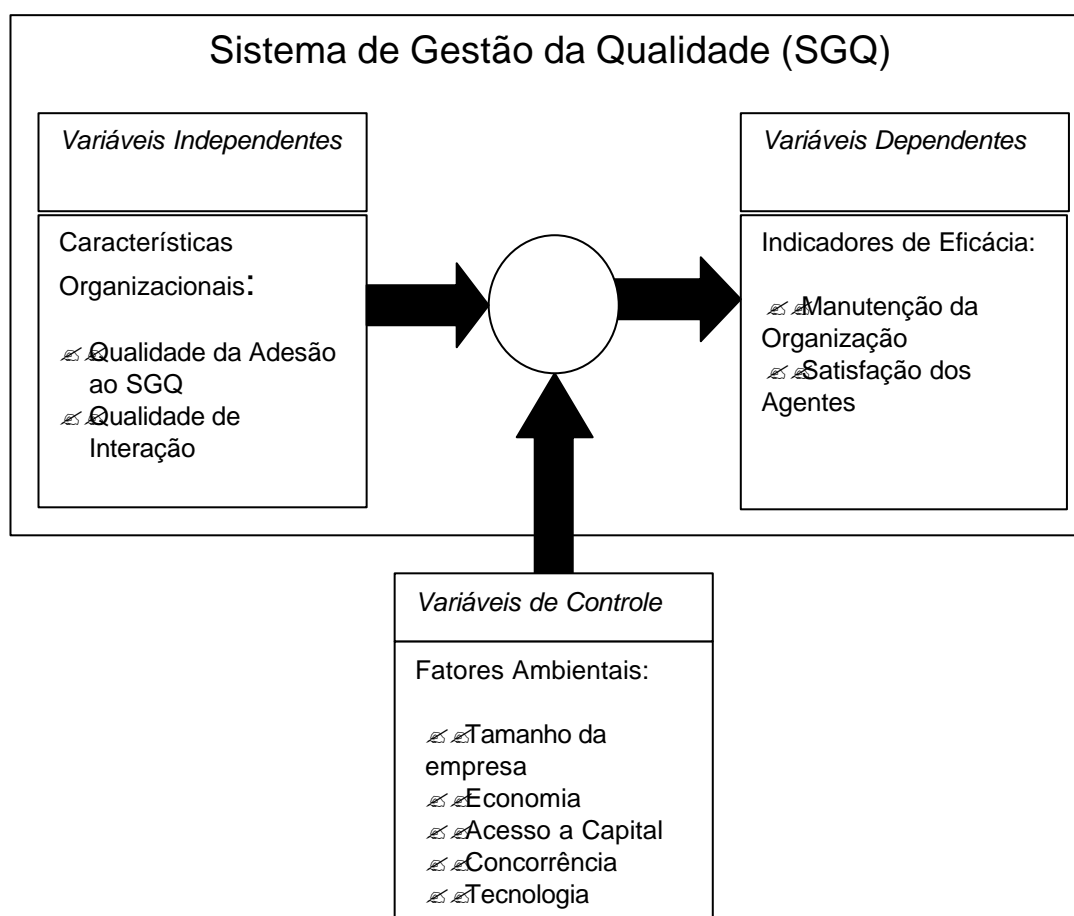 Sistema de Gestão da Qualidade (SGQ)
Variáveis Independentes
Características
Organizacionais:
Qualidade da Adesão
ao SGQ
Qualidade de
Interação
Variáveis Dependentes
Indicadores de Eficácia:
Manutenção da
Organização
Satisfação dos
Agentes
Variáveis de Controle
Fatores Ambientais:
Tamanho da
empresa
Economia
Acesso a Capital
Concorrência
Tecnologia